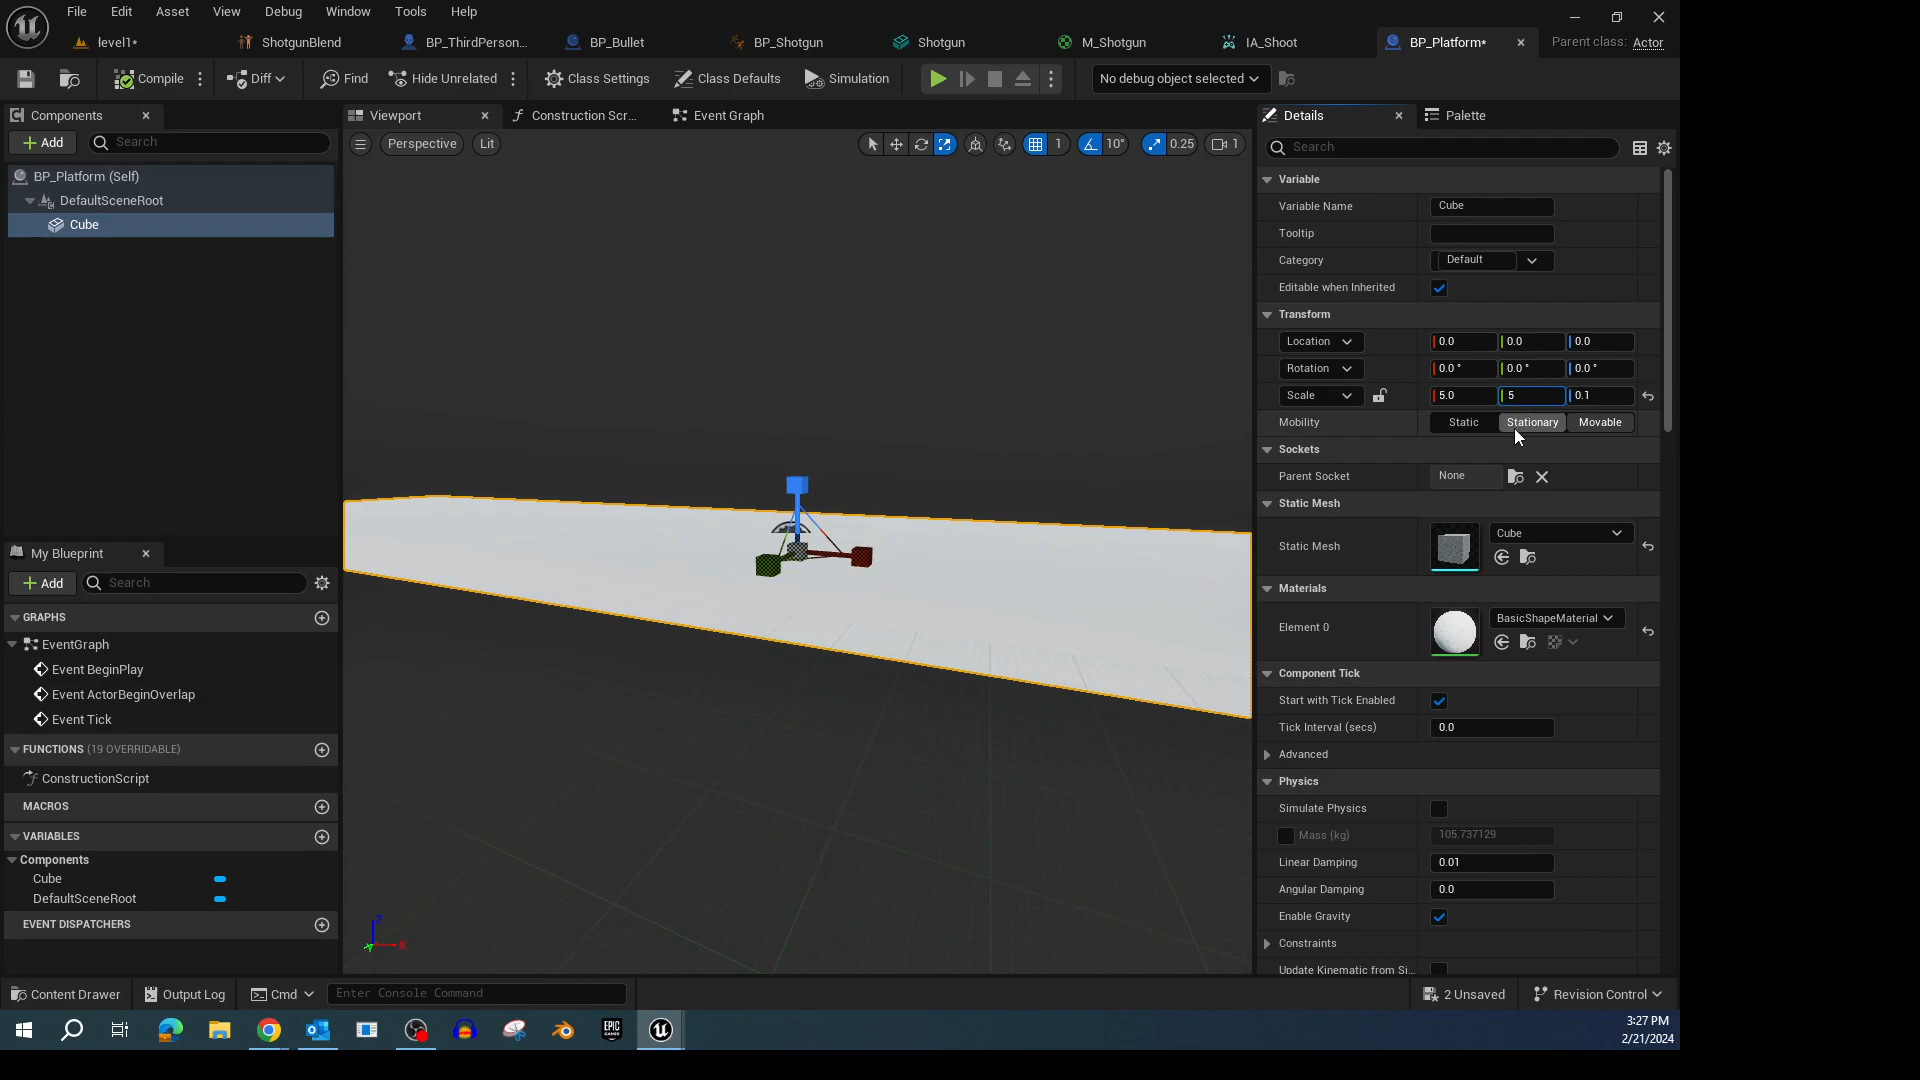 File Edit Asset View Debug Window Tools Help
level1* ShotgunBlend BP_ThirdPerson... BP_Bullet BP_Shotgun Shotgun M_Shotgun IA_Shoot BP_Platform* Parent class: Actor
Compile Diff Find Hide Unrelated Class Settings Class Defaults Simulation No debug object selected
Components Viewport Construction Scr... Event Graph Details Palette
Add Search Perspective Lit 1 10° 0.25 1 Search
BP_Platform (Self)
DefaultSceneRoot
Cube
Variable
Variable Name Cube
Tooltip
Category Default
Editable when Inherited
Transform
Location 0.0 0.0 0.0
Rotation 0.0 ° 0.0 ° 0.0 °
Scale 5.0 5 0.1
Mobility Static Stationary Movable
Sockets
Parent Socket None
Static Mesh
Static Mesh Cube
Materials
Element 0 BasicShapeMaterial
Component Tick
Start with Tick Enabled
Tick Interval (secs) 0.0
Advanced
Physics
Simulate Physics
Mass (kg) 105.737129
Linear Damping 0.01
Angular Damping 0.0
Enable Gravity
Constraints
Update Kinematic from Si...
My Blueprint
Add Search
GRAPHS
EventGraph
Event BeginPlay
Event ActorBeginOverlap
Event Tick
FUNCTIONS (19 OVERRIDABLE)
ConstructionScript
MACROS
VARIABLES
Components
Cube
DefaultSceneRoot
EVENT DISPATCHERS
Z X Y
Content Drawer Output Log Cmd Enter Console Command 2 Unsaved Revision Control
EPIC GAMES
3:27 PM
2/21/2024